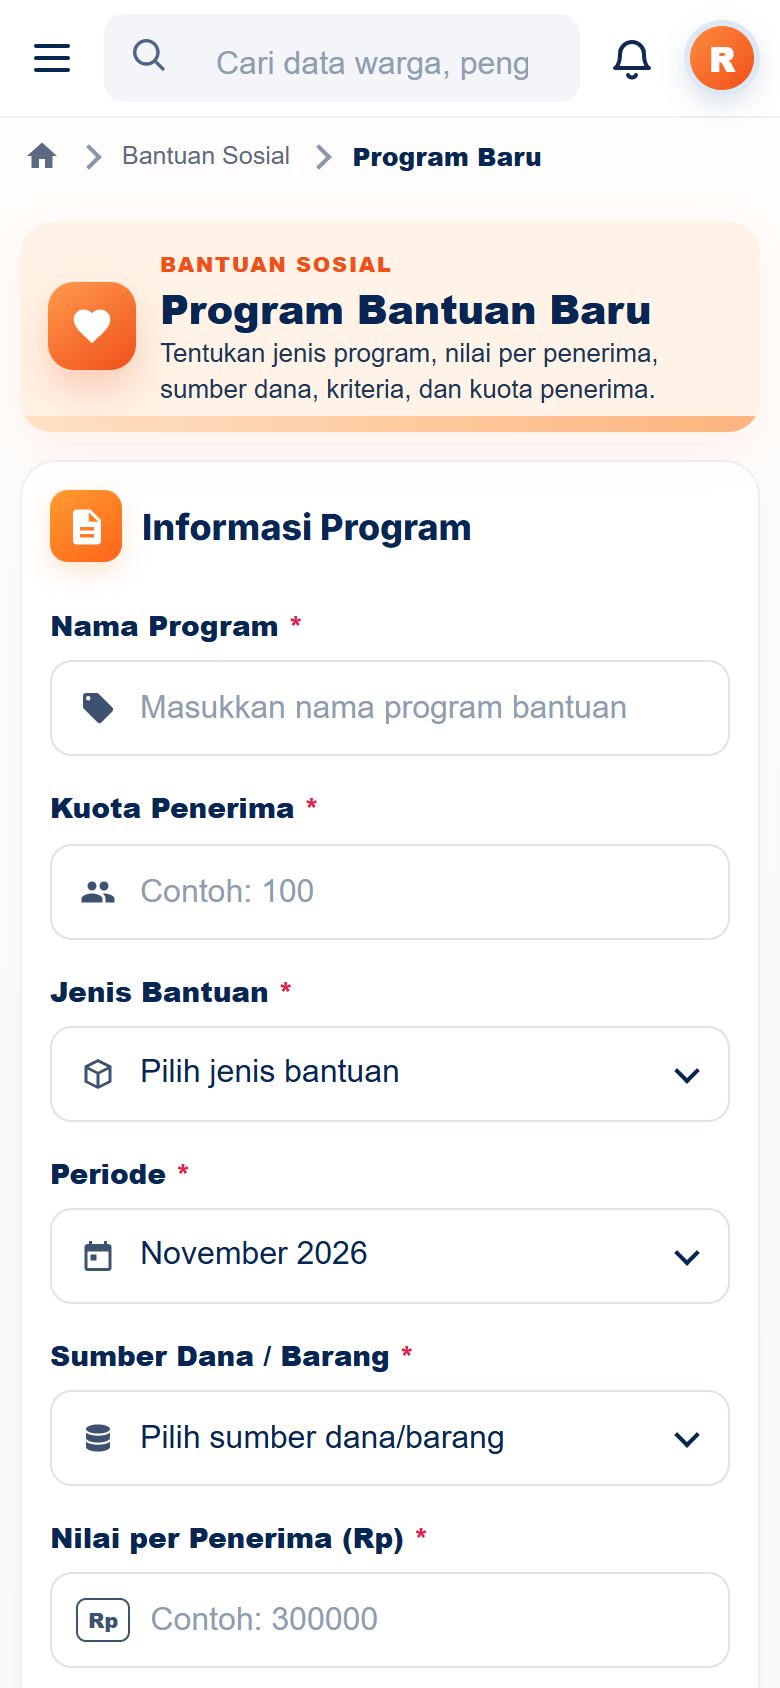 Cari data warga, peng
R
Bantuan Sosial
Program Baru
BANTUAN SOSIAL
Program Bantuan Baru
Tentukan jenis program, nilai per penerima,
sumber dana, kriteria, dan kuota penerima.
Informasi Program
Nama Program *
Masukkan nama program bantuan
Kuota Penerima *
Contoh: 100
Jenis Bantuan *
Pilih jenis bantuan
Periode *
November 2026
Sumber Dana / Barang *
Pilih sumber dana/barang
Nilai per Penerima (Rp) *
Rp Contoh: 300000